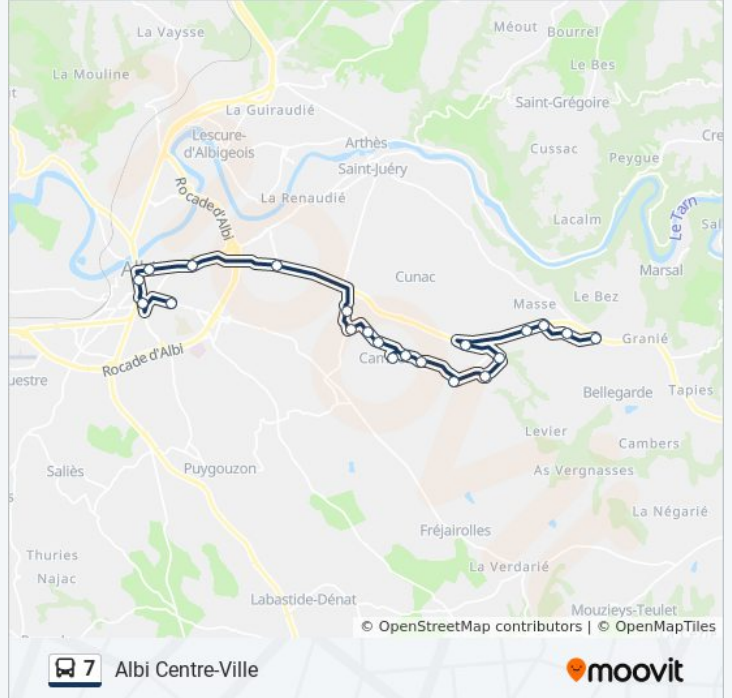 La Vaysse
Méout
Bourrel
Le Bes
La Mouline
Saint-Grégoire
La Guiraudié
Lescure-
d'Albigeois
Arthès
Saint-Juéry
Cussac
Peygue
Cre
Rocade d'Albi
La Renaudié
Lacalm
Le Tarn
Sal
Marsal
Cunac
Le Bez
Masse
Granié
Rocade d'Albi
Cam
uestre
Bellegarde
Tapies
Levier
Cambers
Saliès
Puygouzon
As Vergnasses
La Négarié
Fréjairolles
Thuries
La Verdarié
Najac
Labastide-Dénat
Mouzieys-Teulet
© OpenStreetMap contributors | © OpenMapTiles
7 Albi Centre-Ville
moovit